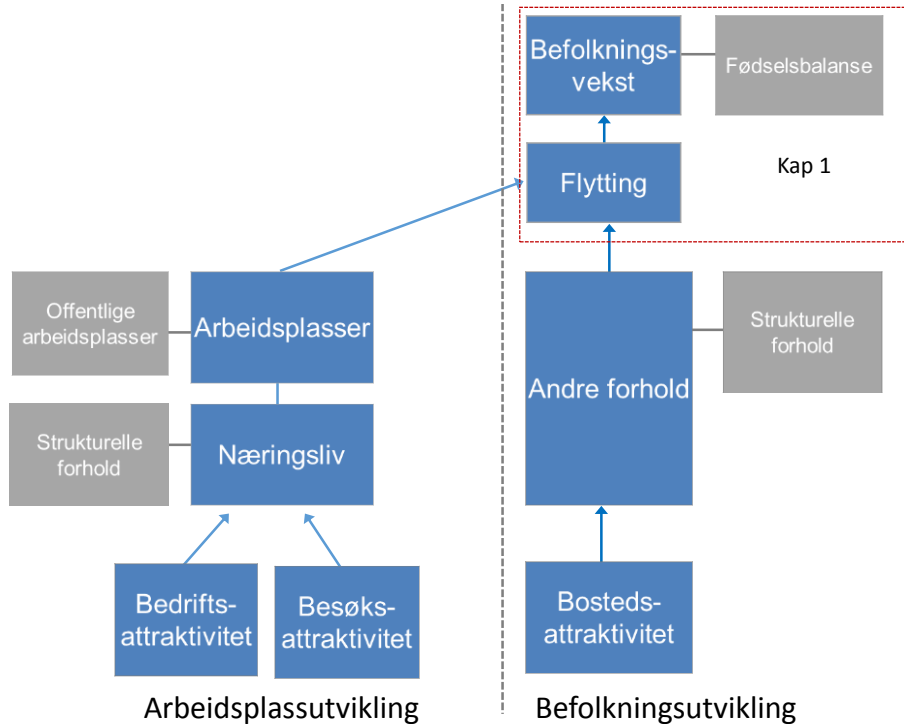 Befolknings-
vekst
Fødselsbalanse
Kap 1
Flytting
Offentlige
arbeidsplasser
Arbeidsplasser
Strukturelle
forhold
Andre forhold
Strukturelle
forhold
Næringsliv
Bedrifts-
attraktivitet
Besøks-
attraktivitet
Bosteds-
attraktivitet
Arbeidsplassutvikling
Befolkningsutvikling